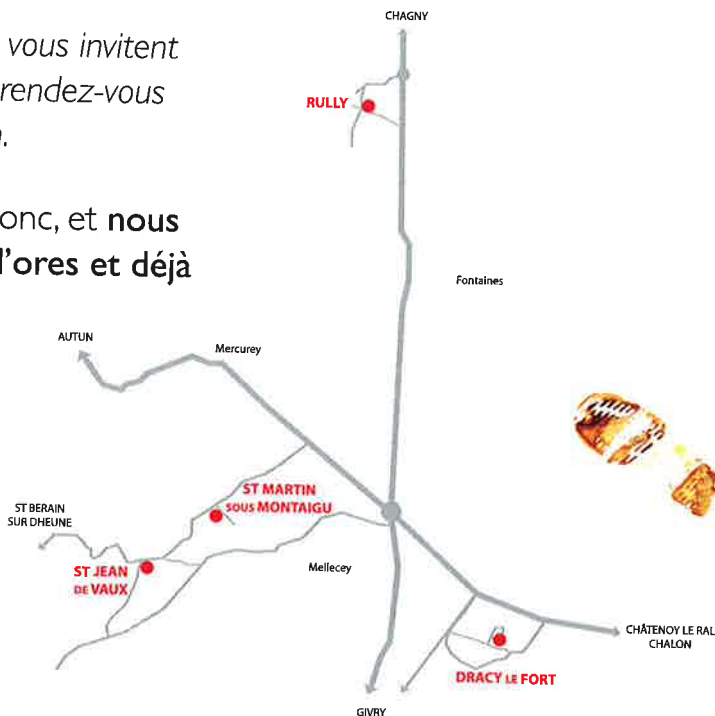 vous invitent
rendez-vous
onc, et nous
l'ores et déjà
CHAGNY
RULLY
Fontaines
AUTUN
Mercurey
ST BERAIN
SUR DHEUNE
ST MARTIN
SOUS MONTAIGU
ST JEAN
DE VAUX
Mellecey
CHÂTENOY LE RAL
CHALON
DRACY LE FORT
GIVRY